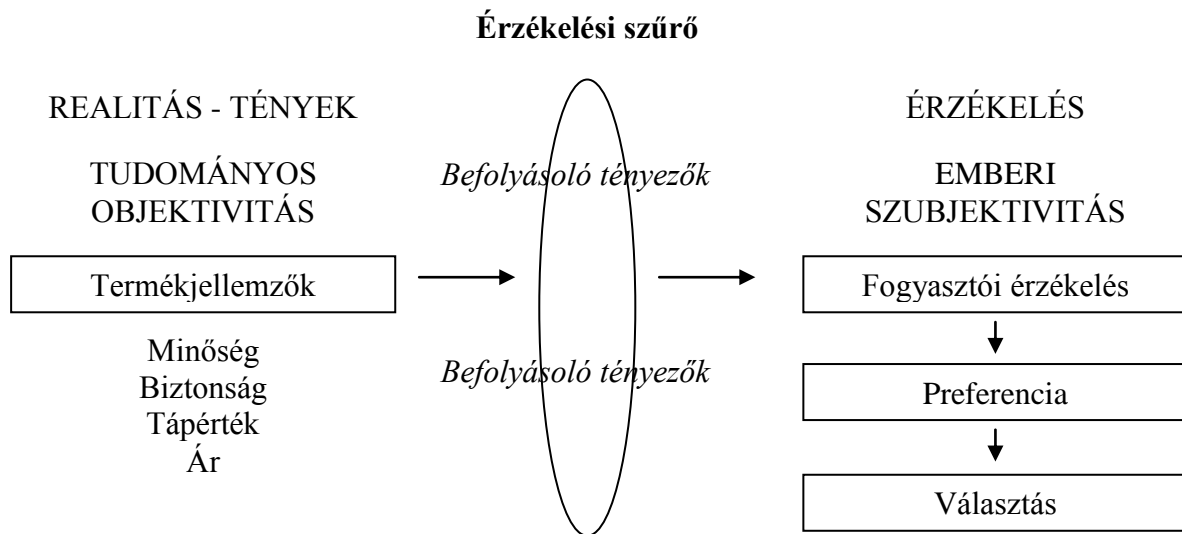 Érzékelési szűrő
REALITÁS - TÉNYEK
TUDOMÁNYOS
OBJEKTIVITÁS
Termékjellemzők
Minőség
Biztonság
Tápérték
Ár
Befolyásoló tényezők
Befolyásoló tényezők
ÉRZÉKELÉS
EMBERI
SZUBJEKTIVITÁS
Fogyasztói érzékelés
Preferencia
Választás